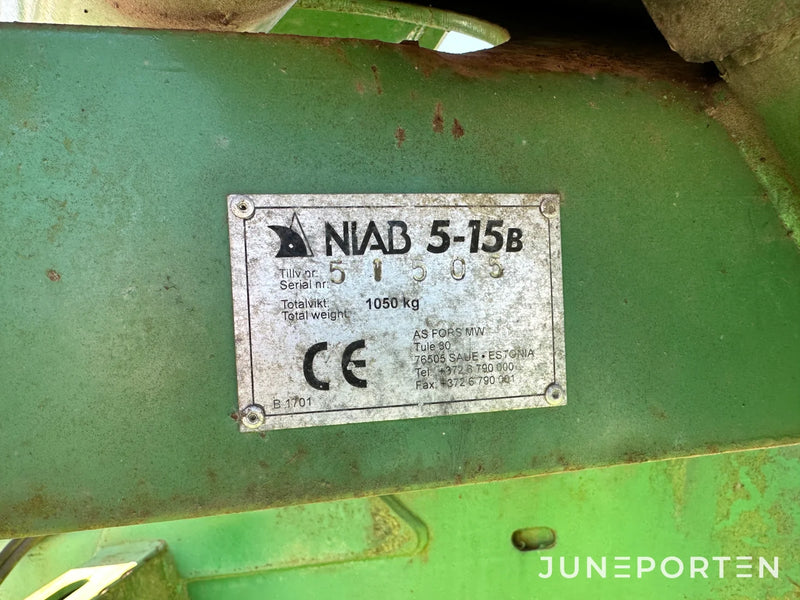 NIAB 5-15B
Tillv nr.
Serial nr:
51505
Totalvikt:
Total weight:
1050 kg
CE
AS FORS MW
Tule 30
76505 SAUE • ESTONIA
Tel. +372 6 790 000
Fax. +372 6 790 001
B 1701
JUNEPORTEN